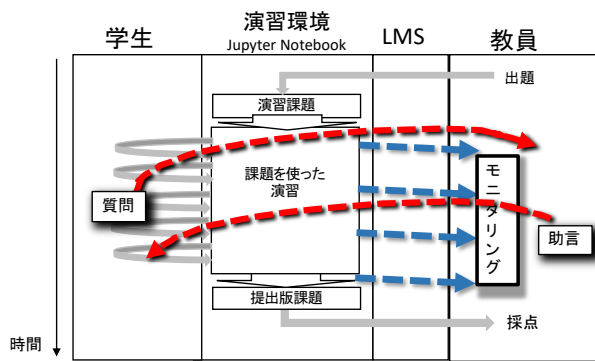 学生
演習環境
Jupyter Notebook
LMS
教員
出題
演習課題
課題を使った
演習
質問
モニタリング
助言
提出版課題
採点
時間